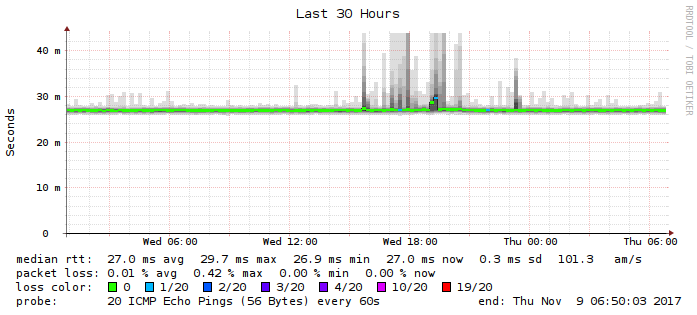 Last 30 Hours
RRDTOOL / TOBI OETIKER
Seconds
40 m
30 m
20 m
10 m
0
Wed 06:00 Wed 12:00 Wed 18:00 Thu 00:00 Thu 06:00
median rtt: 27.0 ms avg 29.7 ms max 26.9 ms min 27.0 ms now 0.3 ms sd 101.3 am/s
packet loss: 0.01 % avg 0.42 % max 0.00 % min 0.00 % now
loss color: 0 1/20 2/20 3/20 4/20 10/20 19/20
probe: 20 ICMP Echo Pings (56 Bytes) every 60s end: Thu Nov 9 06:50:03 2017